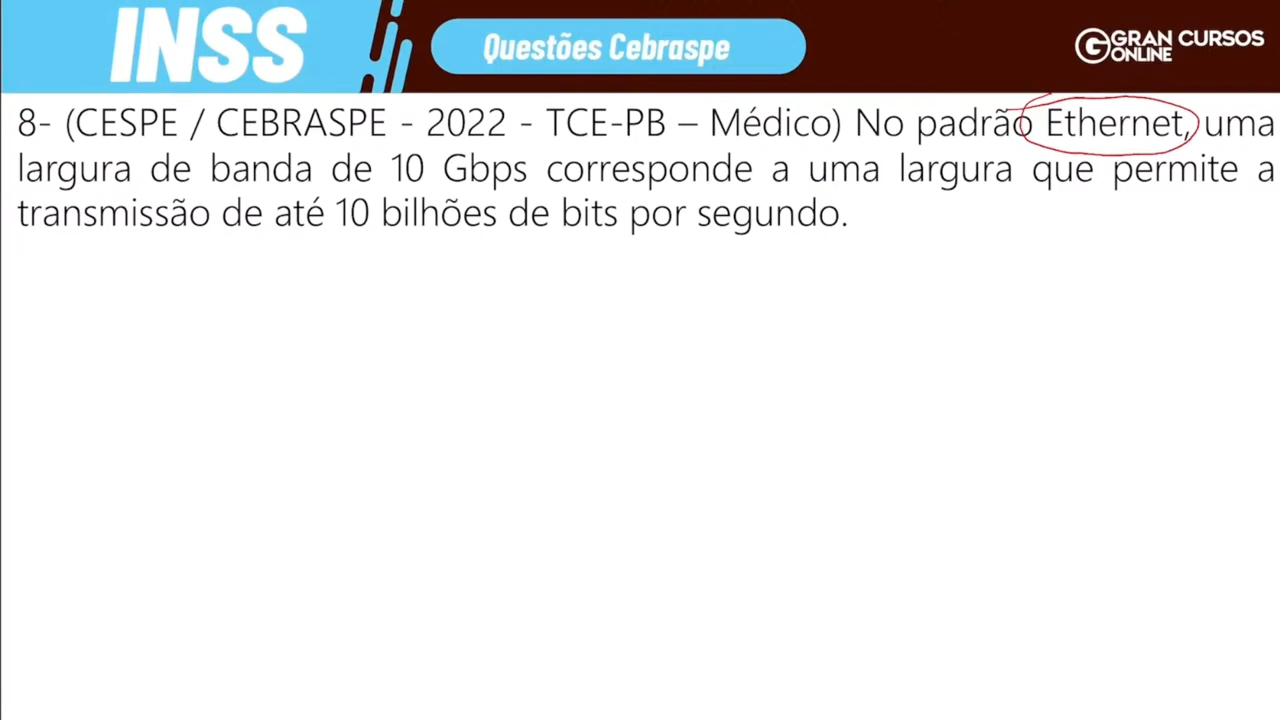 INSS
Questões Cebraspe
GRAN CURSOS
ONLINE
8- (CESPE / CEBRASPE - 2022 - TCE-PB – Médico) No padrão Ethernet, uma
largura de banda de 10 Gbps corresponde a uma largura que permite a
transmissão de até 10 bilhões de bits por segundo.